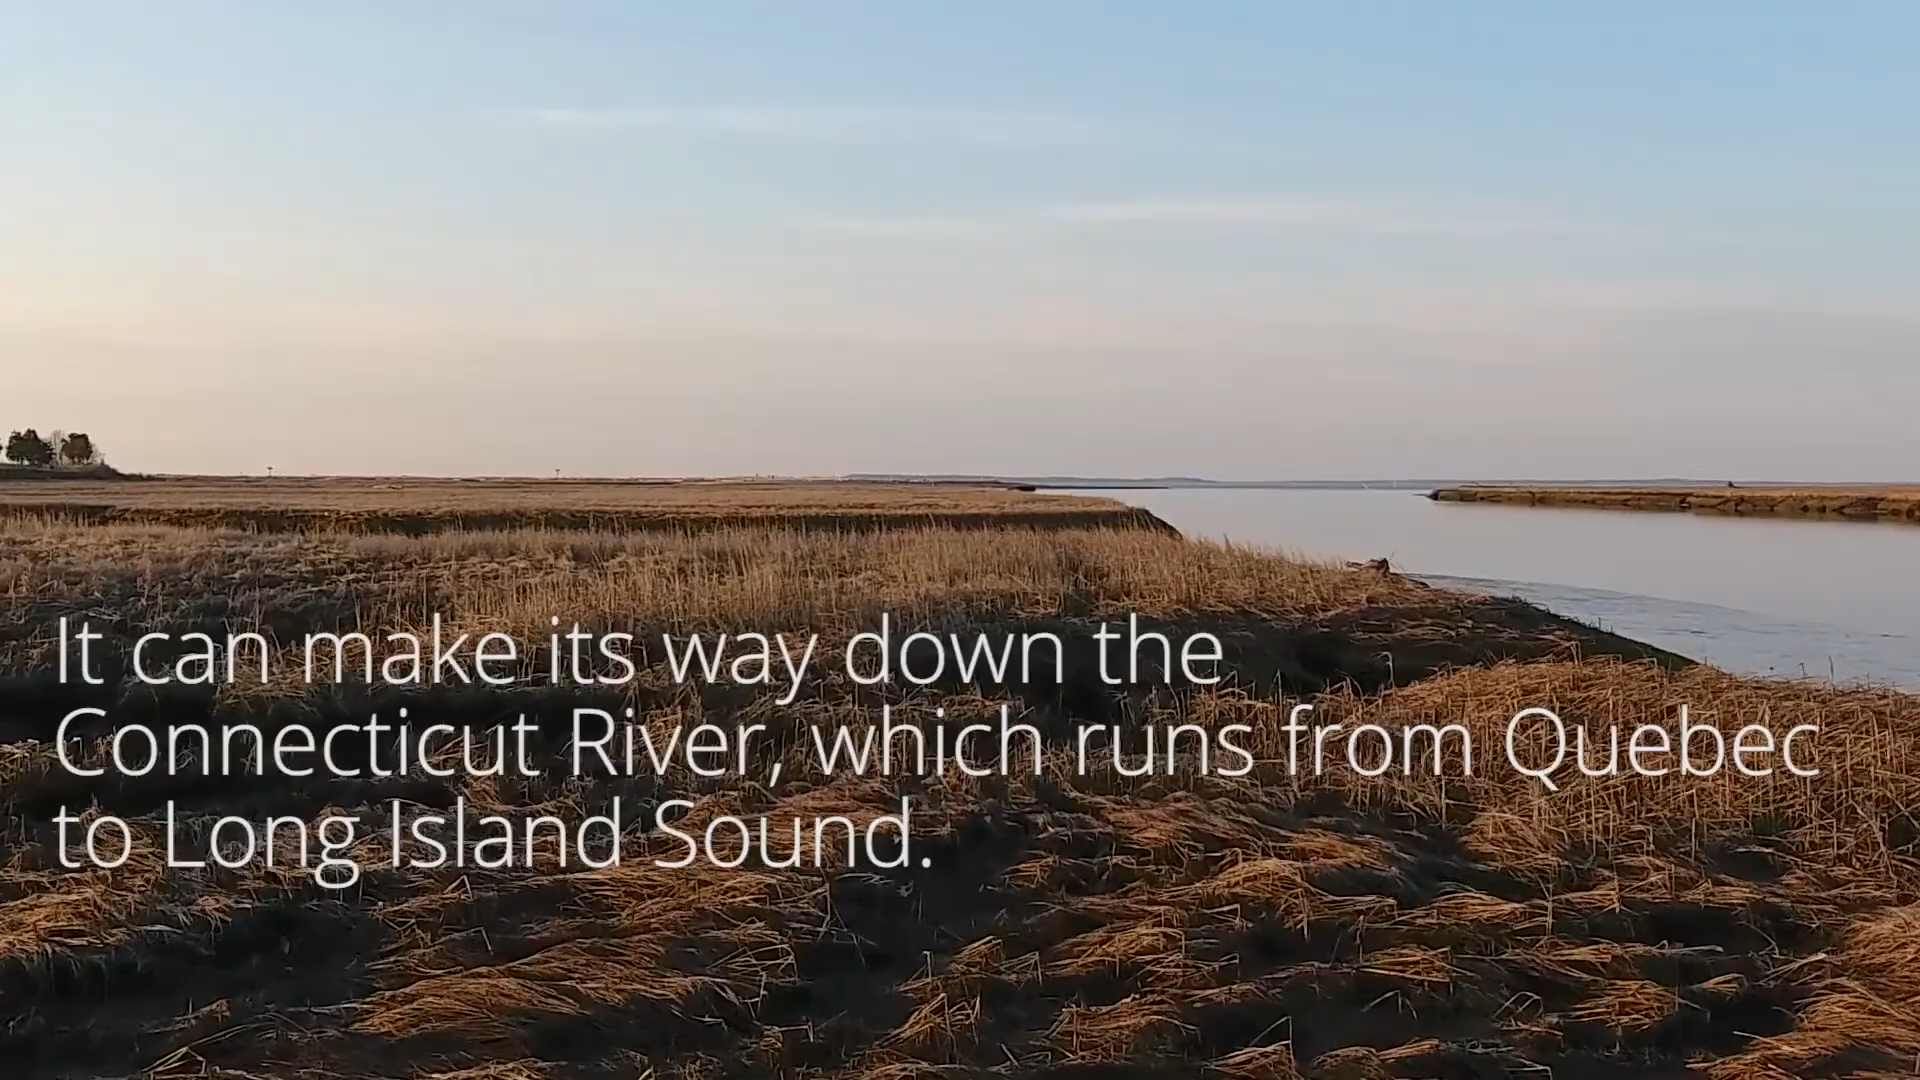 It can make its way down the
Connecticut River, which runs from Quebec
to Long Island Sound.